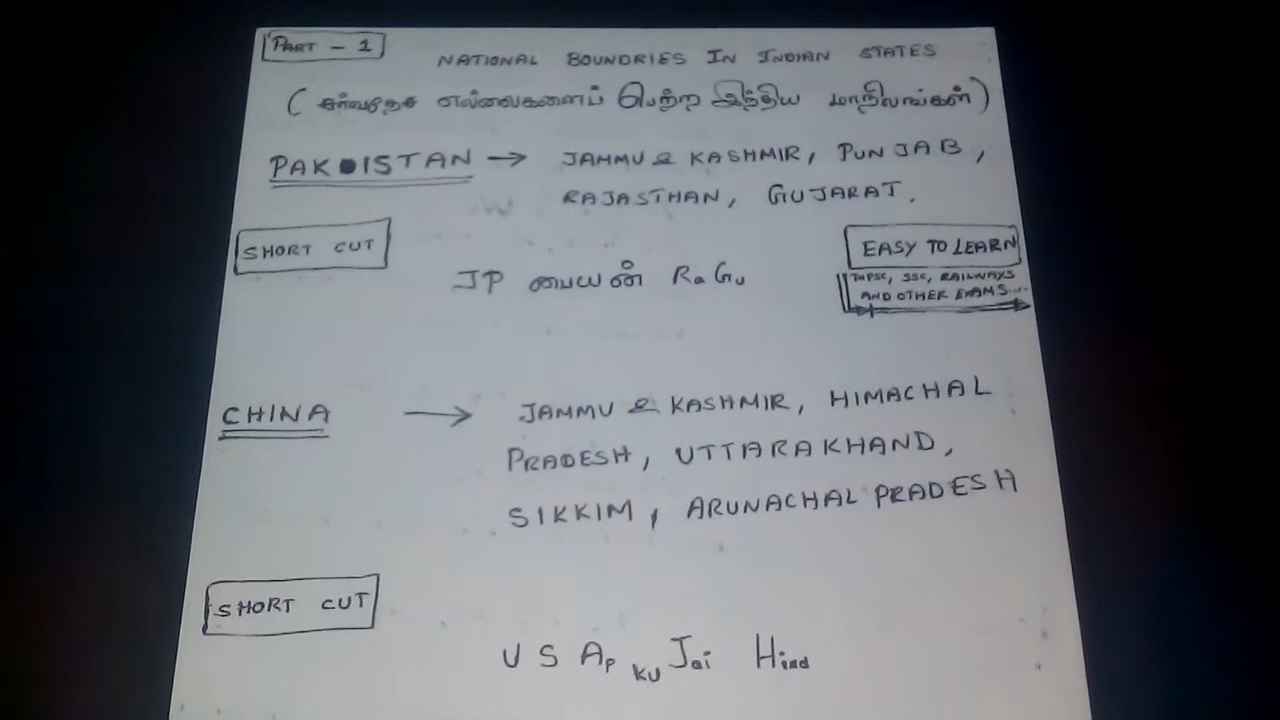 PART - 1
NATIONAL BOUNDRIES IN INDIAN STATES
(சர்வதேச எல்லைகளைப் பெற்ற இந்திய மாநிலங்கள்)
PAKISTAN → JAMMU & KASHMIR, PUNJAB,
RAJASTHAN, GUJARAT.
SHORT CUT
EASY TO LEARN
JP பையன் RaGu
TNPSC, SSC, RAILWAYS
AND OTHER EXAMS....
CHINA → JAMMU & KASHMIR, HIMACHAL
PRADESH, UTTARAKHAND,
SIKKIM, ARUNACHAL PRADESH
SHORT CUT
U S AP KU Jai Hind